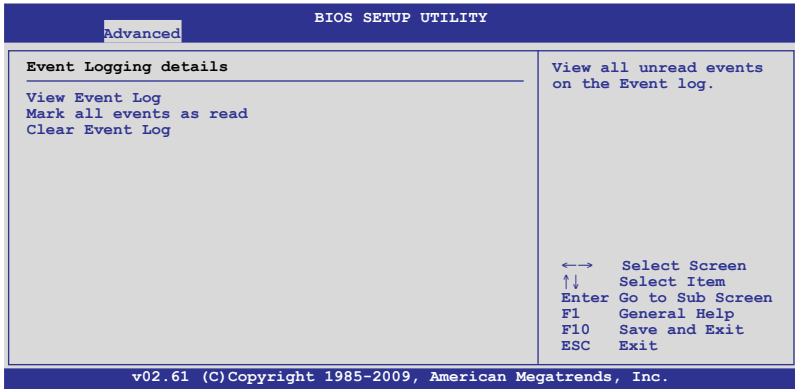 BIOS SETUP UTILITY
Advanced
Event Logging details
View Event Log
Mark all events as read
Clear Event Log
View all unread events
on the Event log.
←→ Select Screen
↑↓ Select Item
Enter Go to Sub Screen
F1 General Help
F10 Save and Exit
ESC Exit
v02.61 (C)Copyright 1985-2009, American Megatrends, Inc.